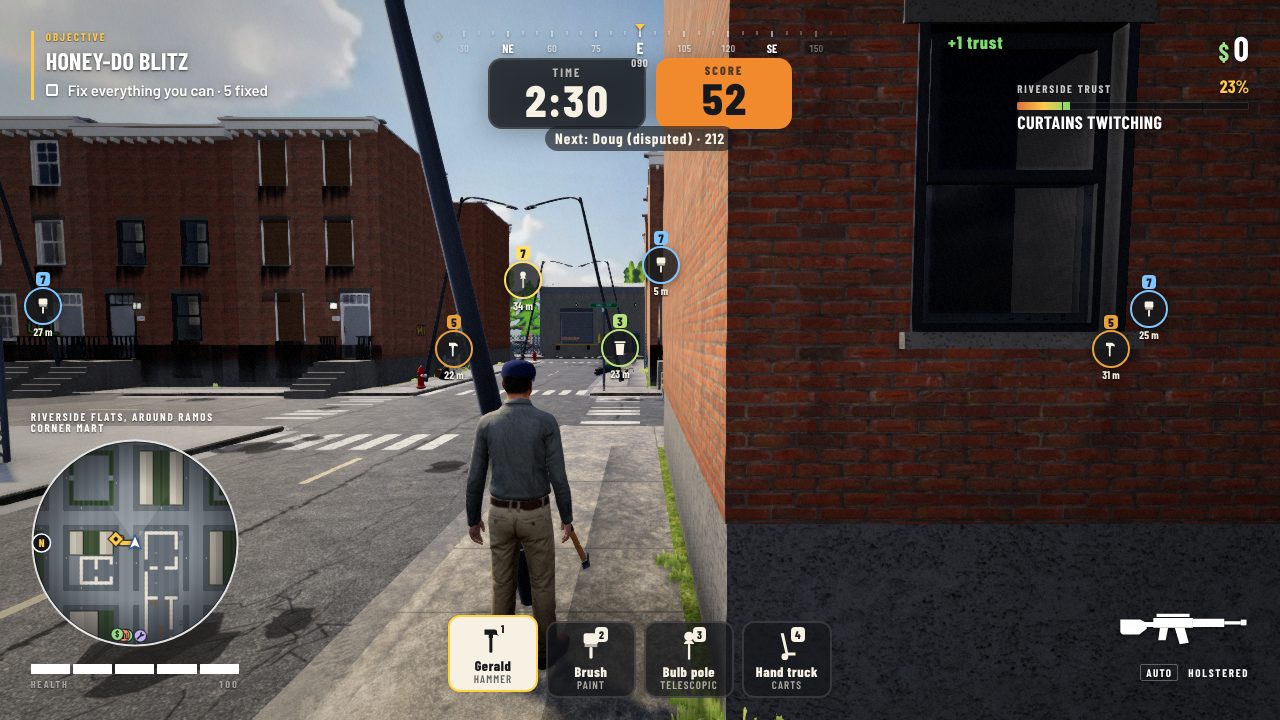 OBJECTIVE
HONEY-DO BLITZ
Fix everything you can · 5 fixed
30 NE 60 75 E 105 120 SE 150
090
TIME
2:30
SCORE
52
Next: Doug (disputed) · 212
+1 trust
$0
RIVERSIDE TRUST 23%
CURTAINS TWITCHING
7
27 m
5
22 m
7
34 m
3
23 m
7
5 m
5
31 m
7
25 m
RIVERSIDE FLATS, AROUND RAMOS
CORNER MART
N
$
HEALTH 100
1
Gerald
HAMMER
2
Brush
PAINT
3
Bulb pole
TELESCOPIC
4
Hand truck
CARTS
AUTO HOLSTERED